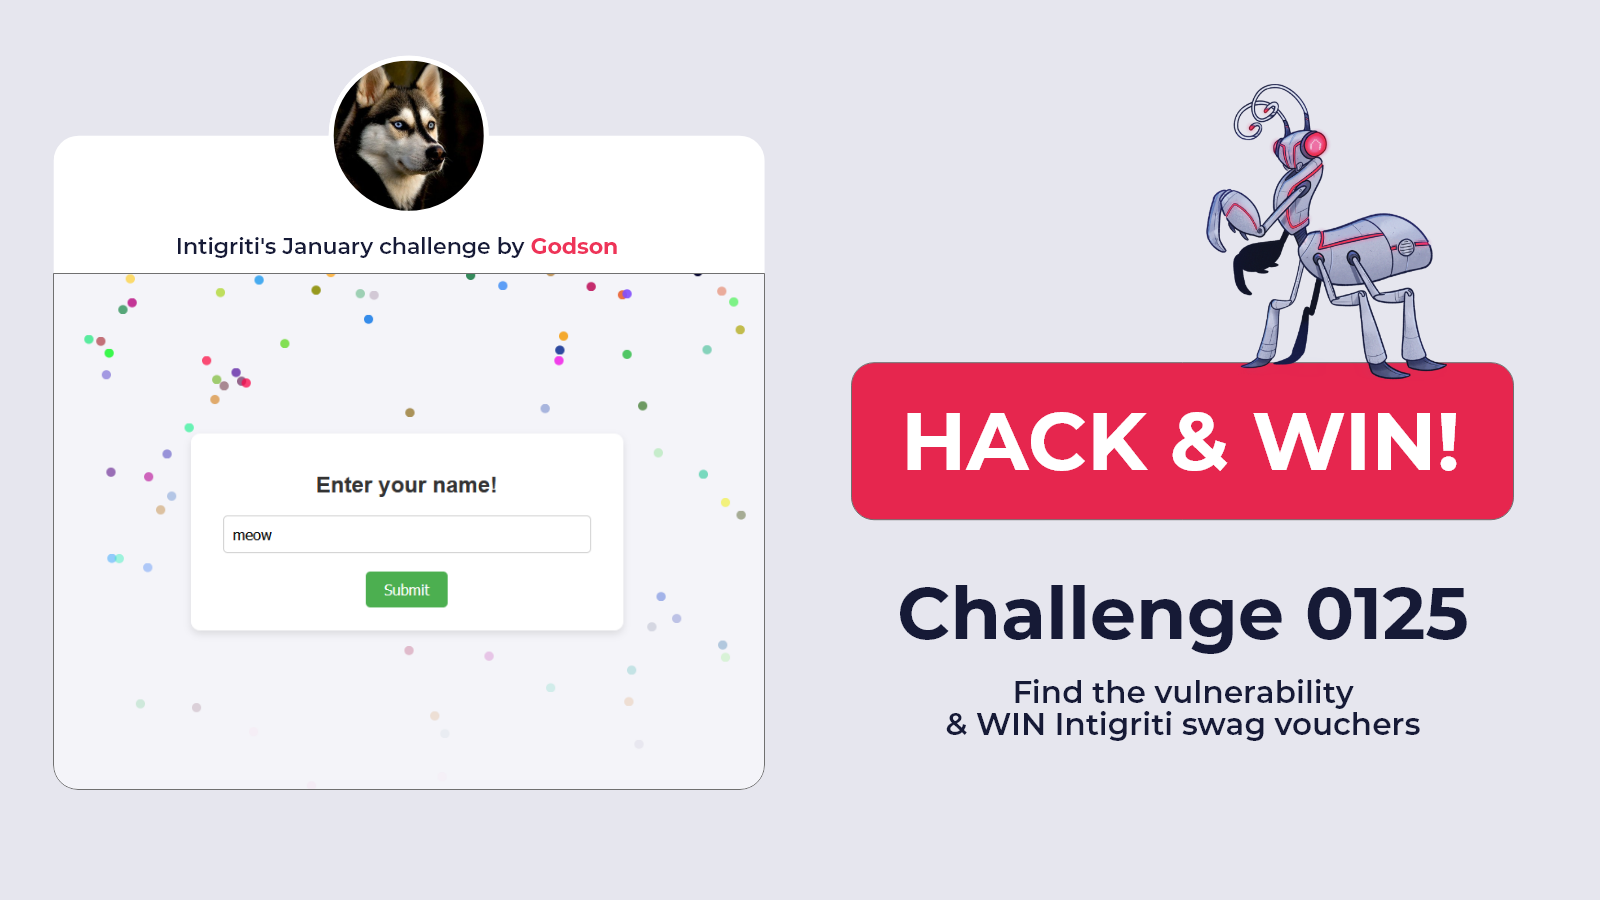 Intigriti's January challenge by Godson
Enter your name!
meow
Submit
HACK & WIN!
Challenge 0125
Find the vulnerability
& WIN Intigriti swag vouchers